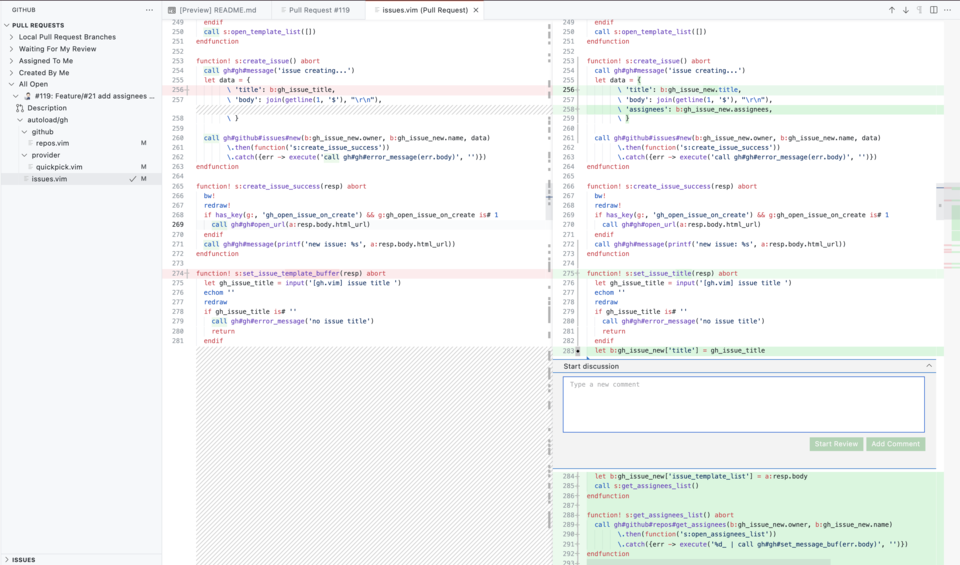 GITHUB
···
[Preview] README.md
Pull Request #119
issues.vim (Pull Request)
PULL REQUESTS
Local Pull Request Branches
Waiting For My Review
Assigned To Me
Created By Me
All Open
#119: Feature/#21 add assignees ...
Description
autoload/gh
github
repos.vim M
provider
quickpick.vim M
issues.vim M
ISSUES
249 endif
250 call s:open_template_list([])
251 endfunction
252
253 function! s:create_issue() abort
254 call gh#gh#message('issue creating...')
255 let data = {
256 \ 'title': b:gh_issue_title,
257 \ 'body': join(getline(1, '$'), "\r\n"),
258 \ }
259
260 call gh#github#issues#new(b:gh_issue_new.owner, b:gh_issue_new.name, data)
261 \.then(function('s:create_issue_success'))
262 \.catch({err -> execute('call gh#gh#error_message(err.body)', '')})
263 endfunction
264
265 function! s:create_issue_success(resp) abort
266 bw!
267 redraw!
268 if has_key(g:, 'gh_open_issue_on_create') && g:gh_open_issue_on_create is# 1
269 call gh#gh#open_url(a:resp.body.html_url)
270 endif
271 call gh#gh#message(printf('new issue: %s', a:resp.body.html_url))
272 endfunction
273
274 function! s:set_issue_template_buffer(resp) abort
275 let gh_issue_title = input('[gh.vim] issue title ')
276 echom ''
277 redraw
278 if gh_issue_title is# ''
279 call gh#gh#error_message('no issue title')
280 return
281 endif
249 endif
250 call s:open_template_list([])
251 endfunction
252
253 function! s:create_issue() abort
254 call gh#gh#message('issue creating...')
255 let data = {
256 \ 'title': b:gh_issue_new.title,
257 \ 'body': join(getline(1, '$'), "\r\n"),
258 \ 'assignees': b:gh_issue_new.assignees,
259 \ }
260
261 call gh#github#issues#new(b:gh_issue_new.owner, b:gh_issue_new.name, data)
262 \.then(function('s:create_issue_success'))
263 \.catch({err -> execute('call gh#gh#error_message(err.body)', '')})
264 endfunction
265
266 function! s:create_issue_success(resp) abort
267 bw!
268 redraw!
269 if has_key(g:, 'gh_open_issue_on_create') && g:gh_open_issue_on_create is# 1
270 call gh#gh#open_url(a:resp.body.html_url)
271 endif
272 call gh#gh#message(printf('new issue: %s', a:resp.body.html_url))
273 endfunction
274
275 function! s:set_issue_title(resp) abort
276 let gh_issue_title = input('[gh.vim] issue title ')
277 echom ''
278 redraw
279 if gh_issue_title is# ''
280 call gh#gh#error_message('no issue title')
281 return
282 endif
283 let b:gh_issue_new['title'] = gh_issue_title
Start discussion
Type a new comment
Start Review
Add Comment
284+ let b:gh_issue_new['issue_template_list'] = a:resp.body
285+ call s:get_assignees_list()
286+ endfunction
287+
288+ function! s:get_assignees_list() abort
289+ call gh#github#repos#get_assignees(b:gh_issue_new.owner, b:gh_issue_new.name)
290+ \.then(function('s:open_assignees_list'))
291+ \.catch({err -> execute('%d_ | call gh#gh#set_message_buf(err.body)', '')})
292+ endfunction
293